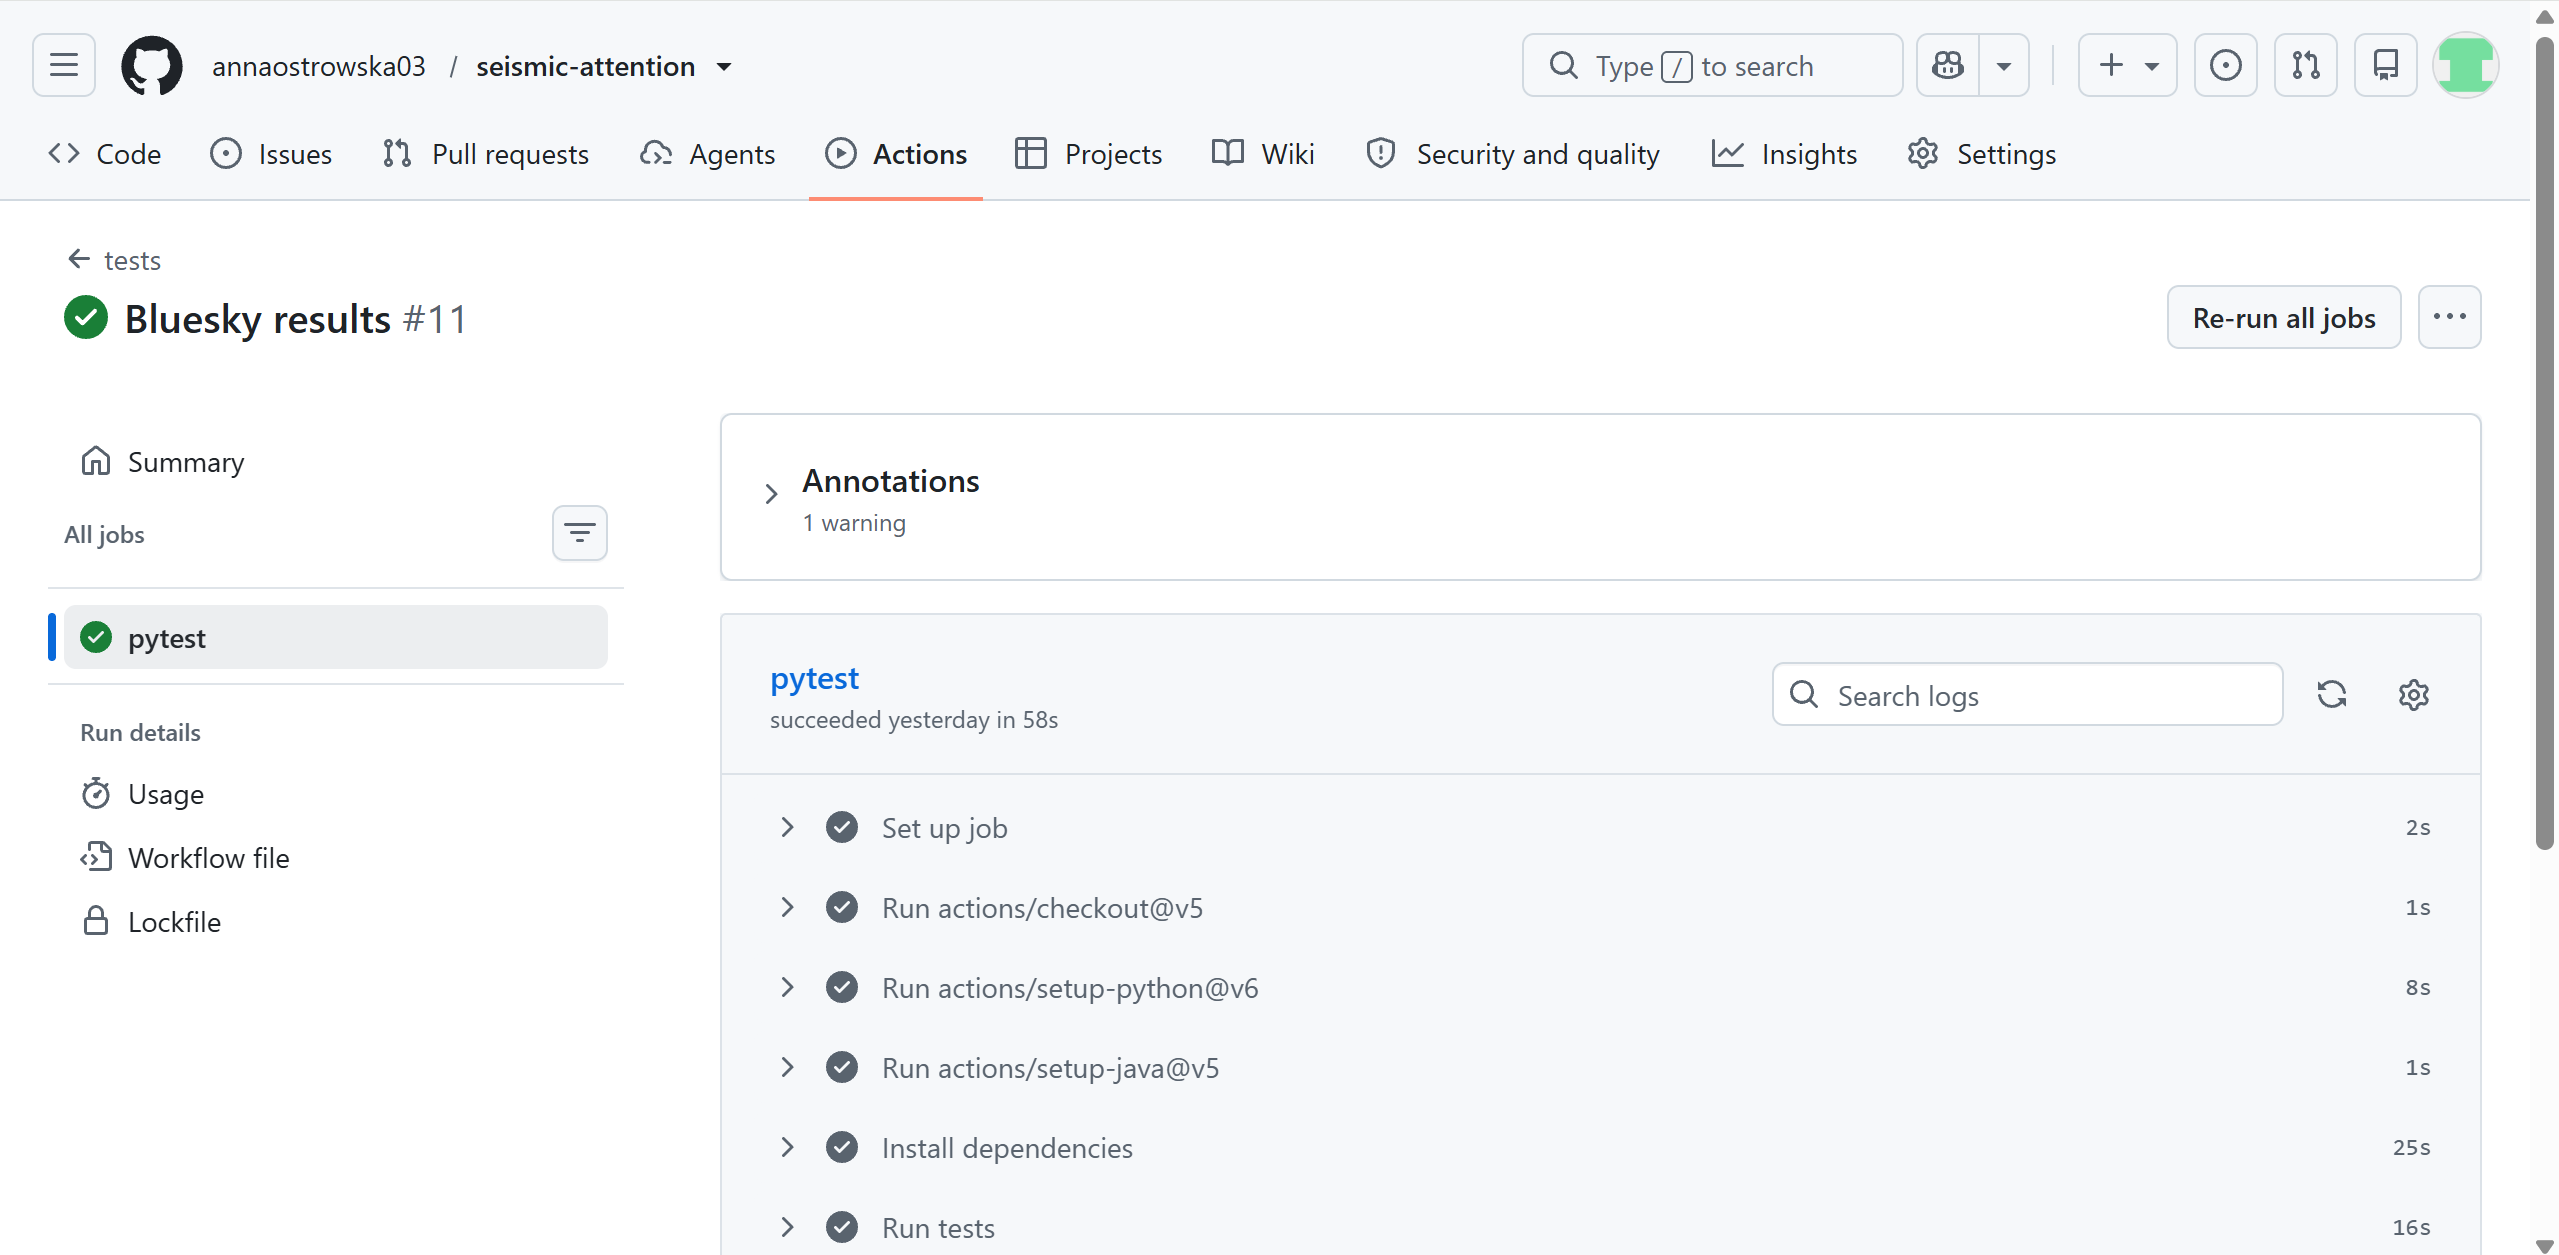 annaostrowska03 / seismic-attention
Type / to search
Code Issues Pull requests Agents Actions Projects Wiki Security and quality Insights Settings
tests
Bluesky results #11
Re-run all jobs
Summary
All jobs
pytest
Run details
Usage
Workflow file
Lockfile
Annotations
1 warning
pytest
succeeded yesterday in 58s
Search logs
Set up job 2s
Run actions/checkout@v5 1s
Run actions/setup-python@v6 8s
Run actions/setup-java@v5 1s
Install dependencies 25s
Run tests 16s